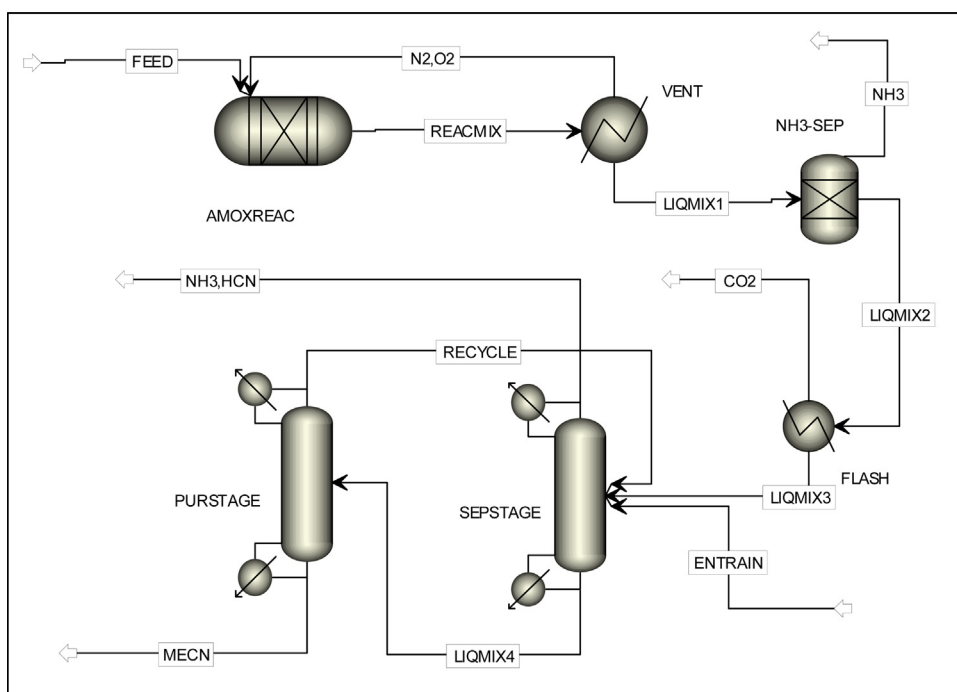 FEED
N2,O2
VENT
NH3
REACMIX
NH3-SEP
LIQMIX1
AMOXREAC
NH3,HCN
CO2
LIQMIX2
RECYCLE
FLASH
PURSTAGE
SEPSTAGE
LIQMIX3
ENTRAIN
MECN
LIQMIX4